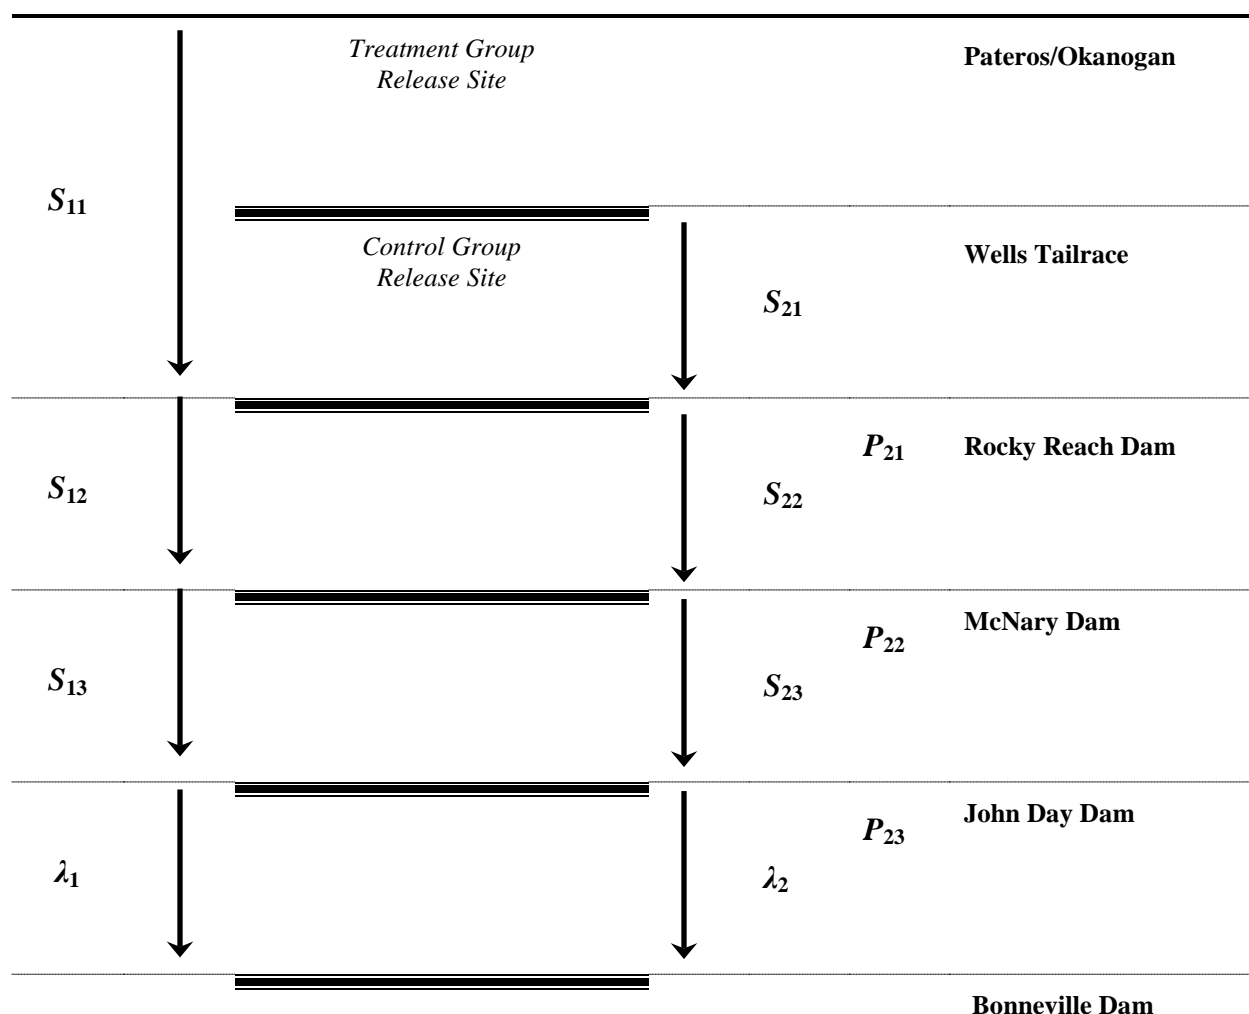 Treatment Group
Release Site
Pateros/Okanogan
S11
Control Group
Release Site
Wells Tailrace
S21
P21
Rocky Reach Dam
S12
S22
McNary Dam
P22
S13
S23
John Day Dam
P23
λ1
λ2
Bonneville Dam